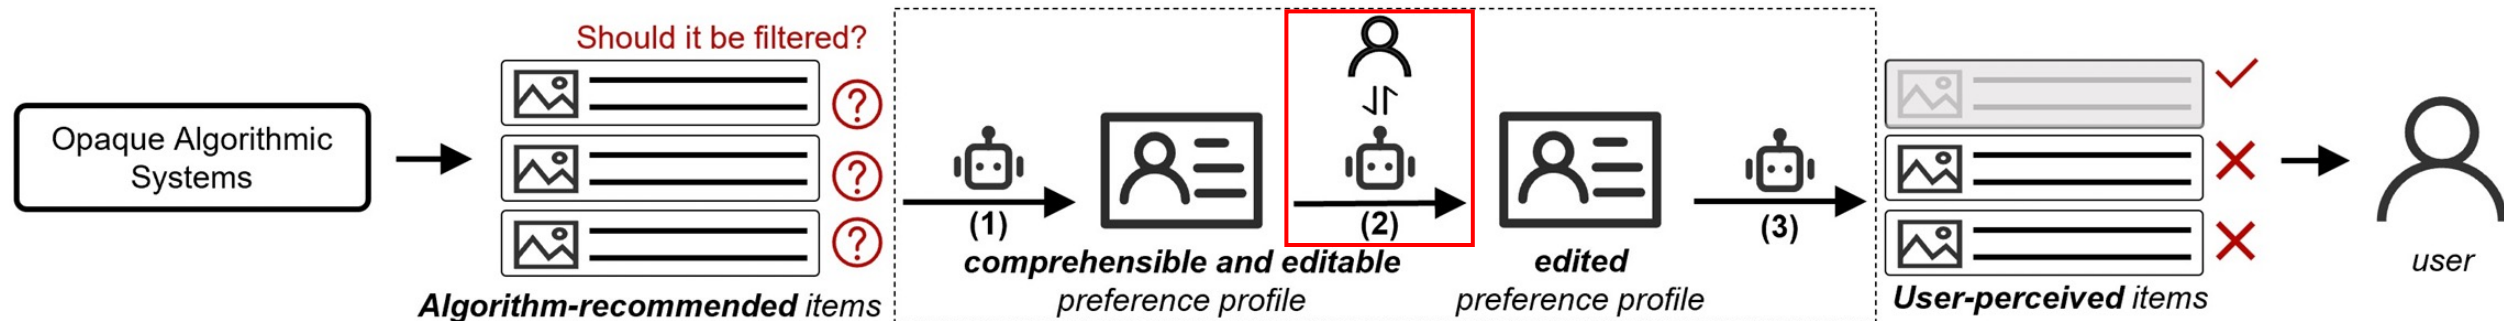 Opaque Algorithmic
Systems
Should it be filtered?
?
?
?
Algorithm-recommended items
(1)
comprehensible and editable
preference profile
(2)
edited
preference profile
(3)
User-perceived items
user